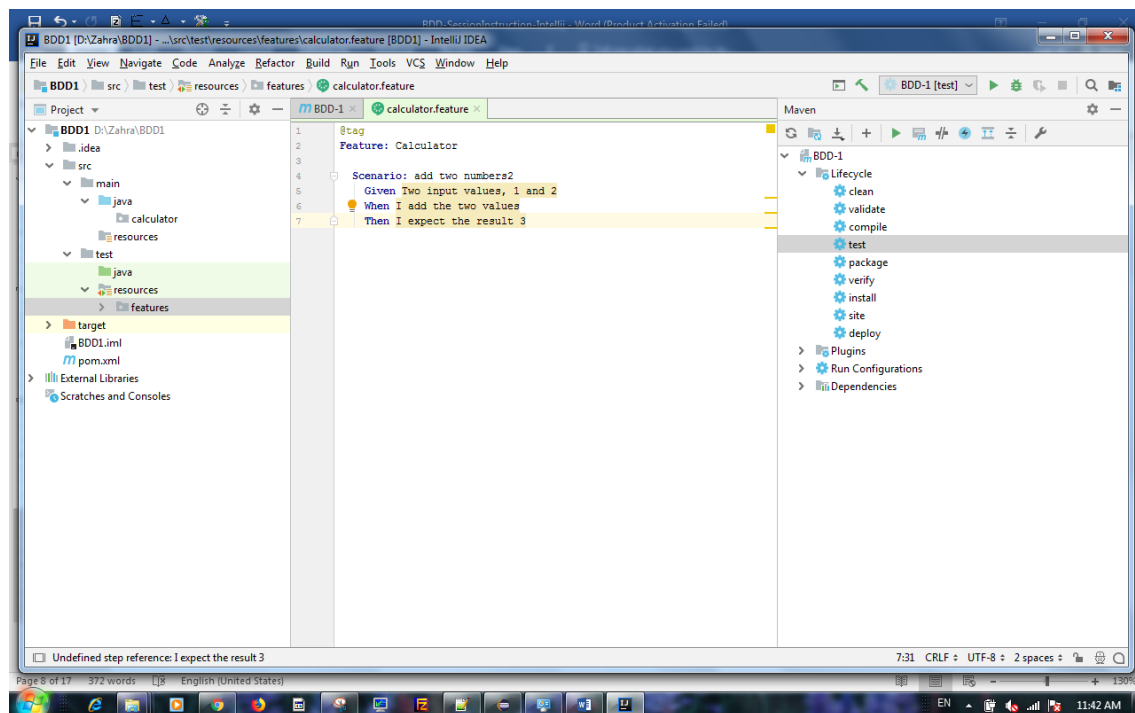 BDD-SessionInstruction-Intellij - Word (Product Activation Failed)
BDD1 [D:\Zahra\BDD1] - ...\src\test\resources\features\calculator.feature [BDD1] - IntelliJ IDEA
File Edit View Navigate Code Analyze Refactor Build Run Tools VCS Window Help
BDD1 src test resources features calculator.feature BDD-1 [test]
Project BDD-1 calculator.feature Maven
BDD1 D:\Zahra\BDD1
.idea
src
main
java
calculator
resources
test
java
resources
features
target
BDD1.iml
pom.xml
External Libraries
Scratches and Consoles
1 @tag
2 Feature: Calculator
3
4 Scenario: add two numbers2
5 Given Two input values, 1 and 2
6 When I add the two values
7 Then I expect the result 3
BDD-1
Lifecycle
clean
validate
compile
test
package
verify
install
site
deploy
Plugins
Run Configurations
Dependencies
Undefined step reference: I expect the result 3 7:31 CRLF UTF-8 2 spaces
Page 8 of 17 372 words English (United States) 130%
EN 11:42 AM